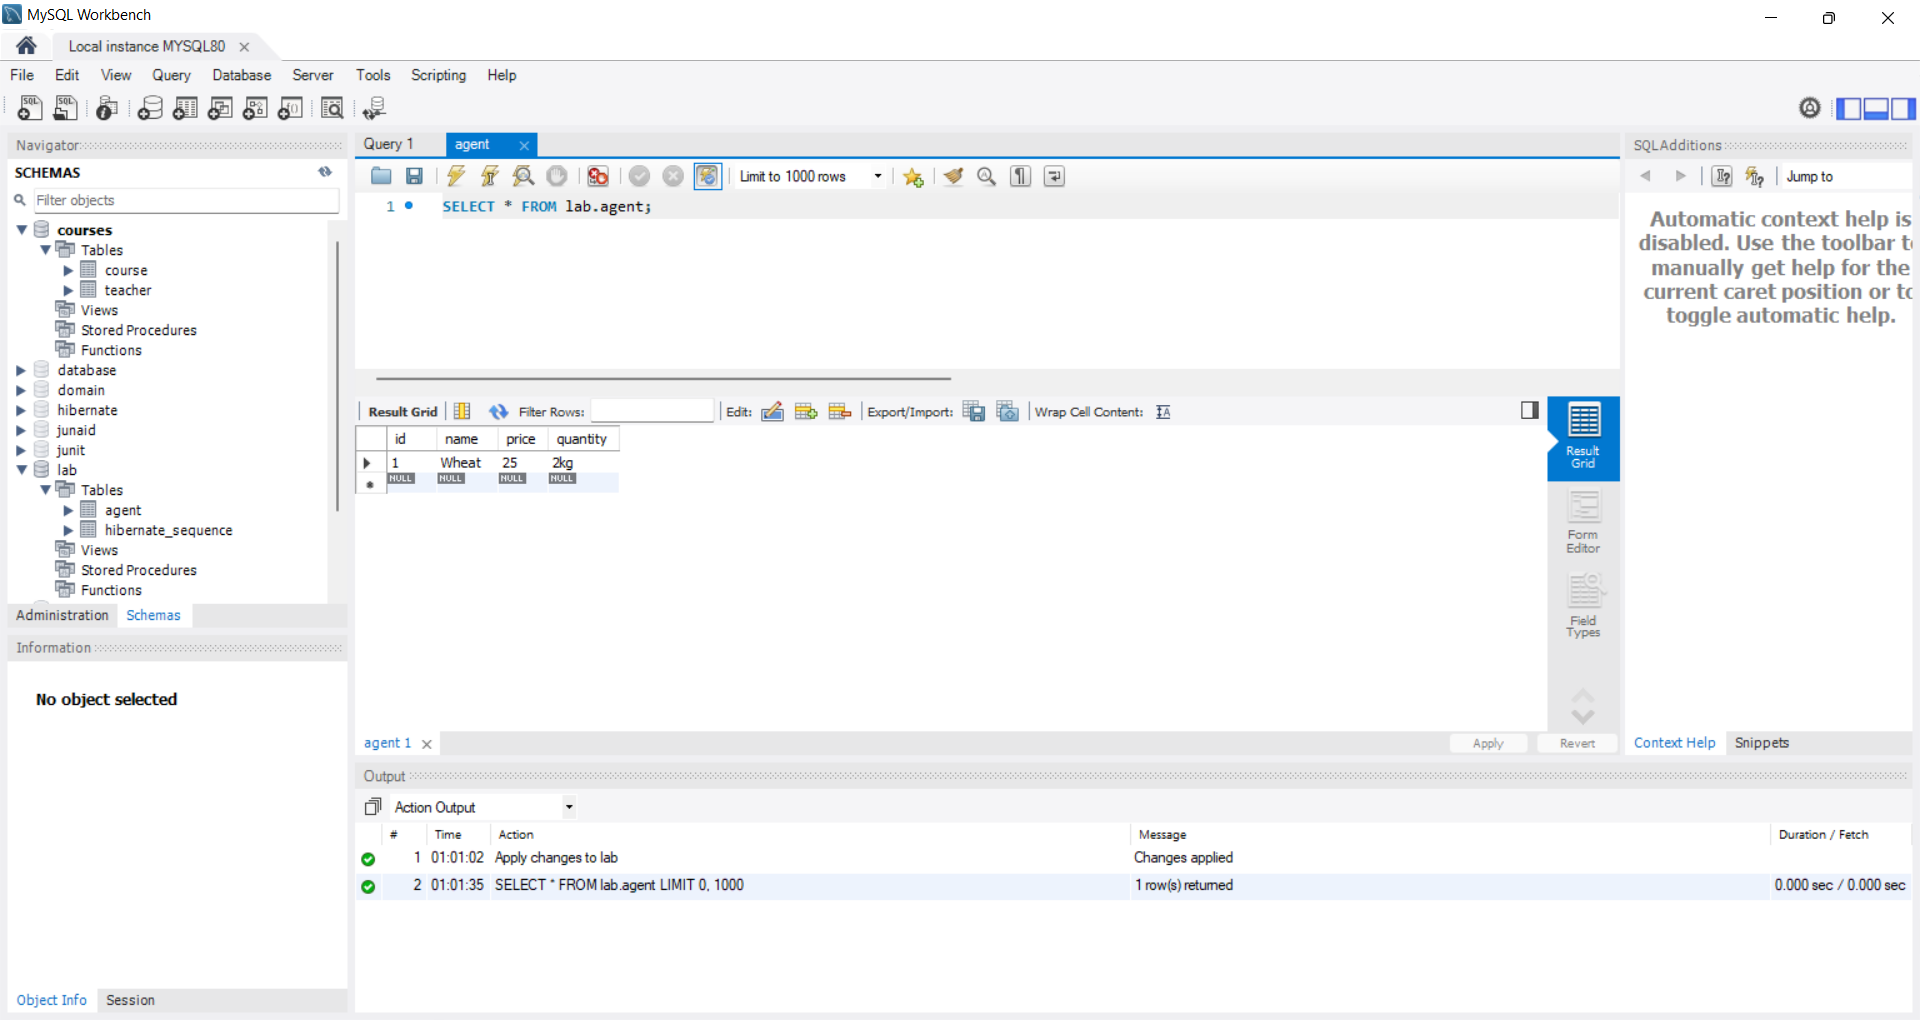 MySQL Workbench
Local instance MYSQL80
File Edit View Query Database Server Tools Scripting Help
Navigator
SCHEMAS
Filter objects
courses
Tables
course
teacher
Views
Stored Procedures
Functions
database
domain
hibernate
junaid
junit
lab
Tables
agent
hibernate_sequence
Views
Stored Procedures
Functions
Administration Schemas
Information
No object selected
Object Info Session
Query 1 agent
Limit to 1000 rows
1 SELECT * FROM lab.agent;
Result Grid Filter Rows: Edit: Export/Import: Wrap Cell Content:
id name price quantity
1 Wheat 25 2kg
NULL NULL NULL NULL
Result
Grid
Form
Editor
Field
Types
agent 1 Apply Revert
SQLAdditions
Jump to
Automatic context help is
disabled. Use the toolbar to
manually get help for the
current caret position or to
toggle automatic help.
Context Help Snippets
Output
Action Output
# Time Action Message Duration / Fetch
1 01:01:02 Apply changes to lab Changes applied
2 01:01:35 SELECT * FROM lab.agent LIMIT 0, 1000 1 row(s) returned 0.000 sec / 0.000 sec